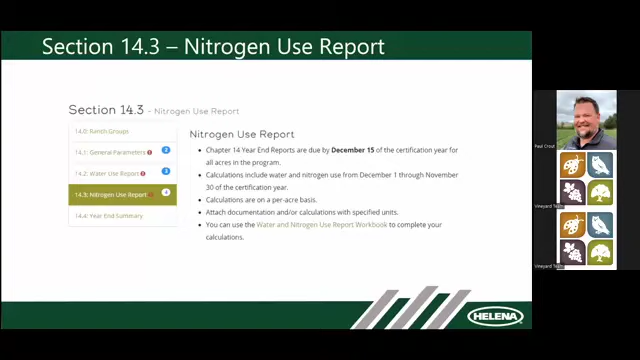 Section 14.3 – Nitrogen Use Report
Section 14.3 - Nitrogen Use Report
14.0: Ranch Groups
14.1: General Parameters
2
14.2: Water Use Report
3
14.3: Nitrogen Use Report
4
14.4: Year End Summary
Nitrogen Use Report
Chapter 14 Year End Reports are due by December 15 of the certification year for
all acres in the program.
Calculations include water and nitrogen use from December 1 through November
30 of the certification year.
Calculations are on a per-acre basis.
Attach documentation and/or calculations with specified units.
You can use the Water and Nitrogen Use Report Workbook to complete your
calculations.
HELENA
Paul Crout
Vineyard Team
Vineyard Team